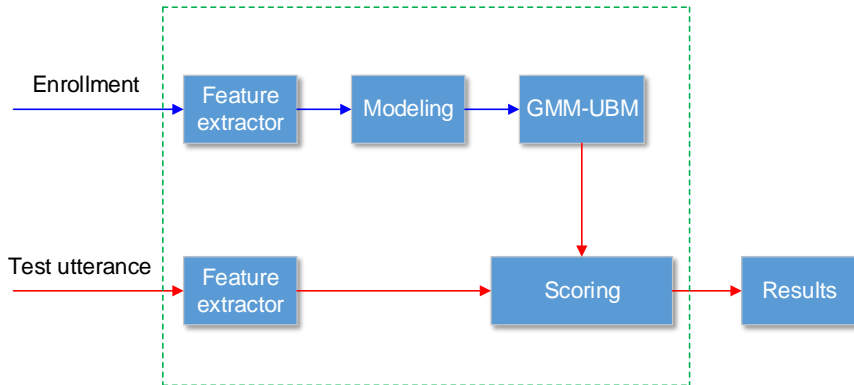 Enrollment
Feature
extractor
Modeling
GMM-UBM
Test utterance
Feature
extractor
Scoring
Results